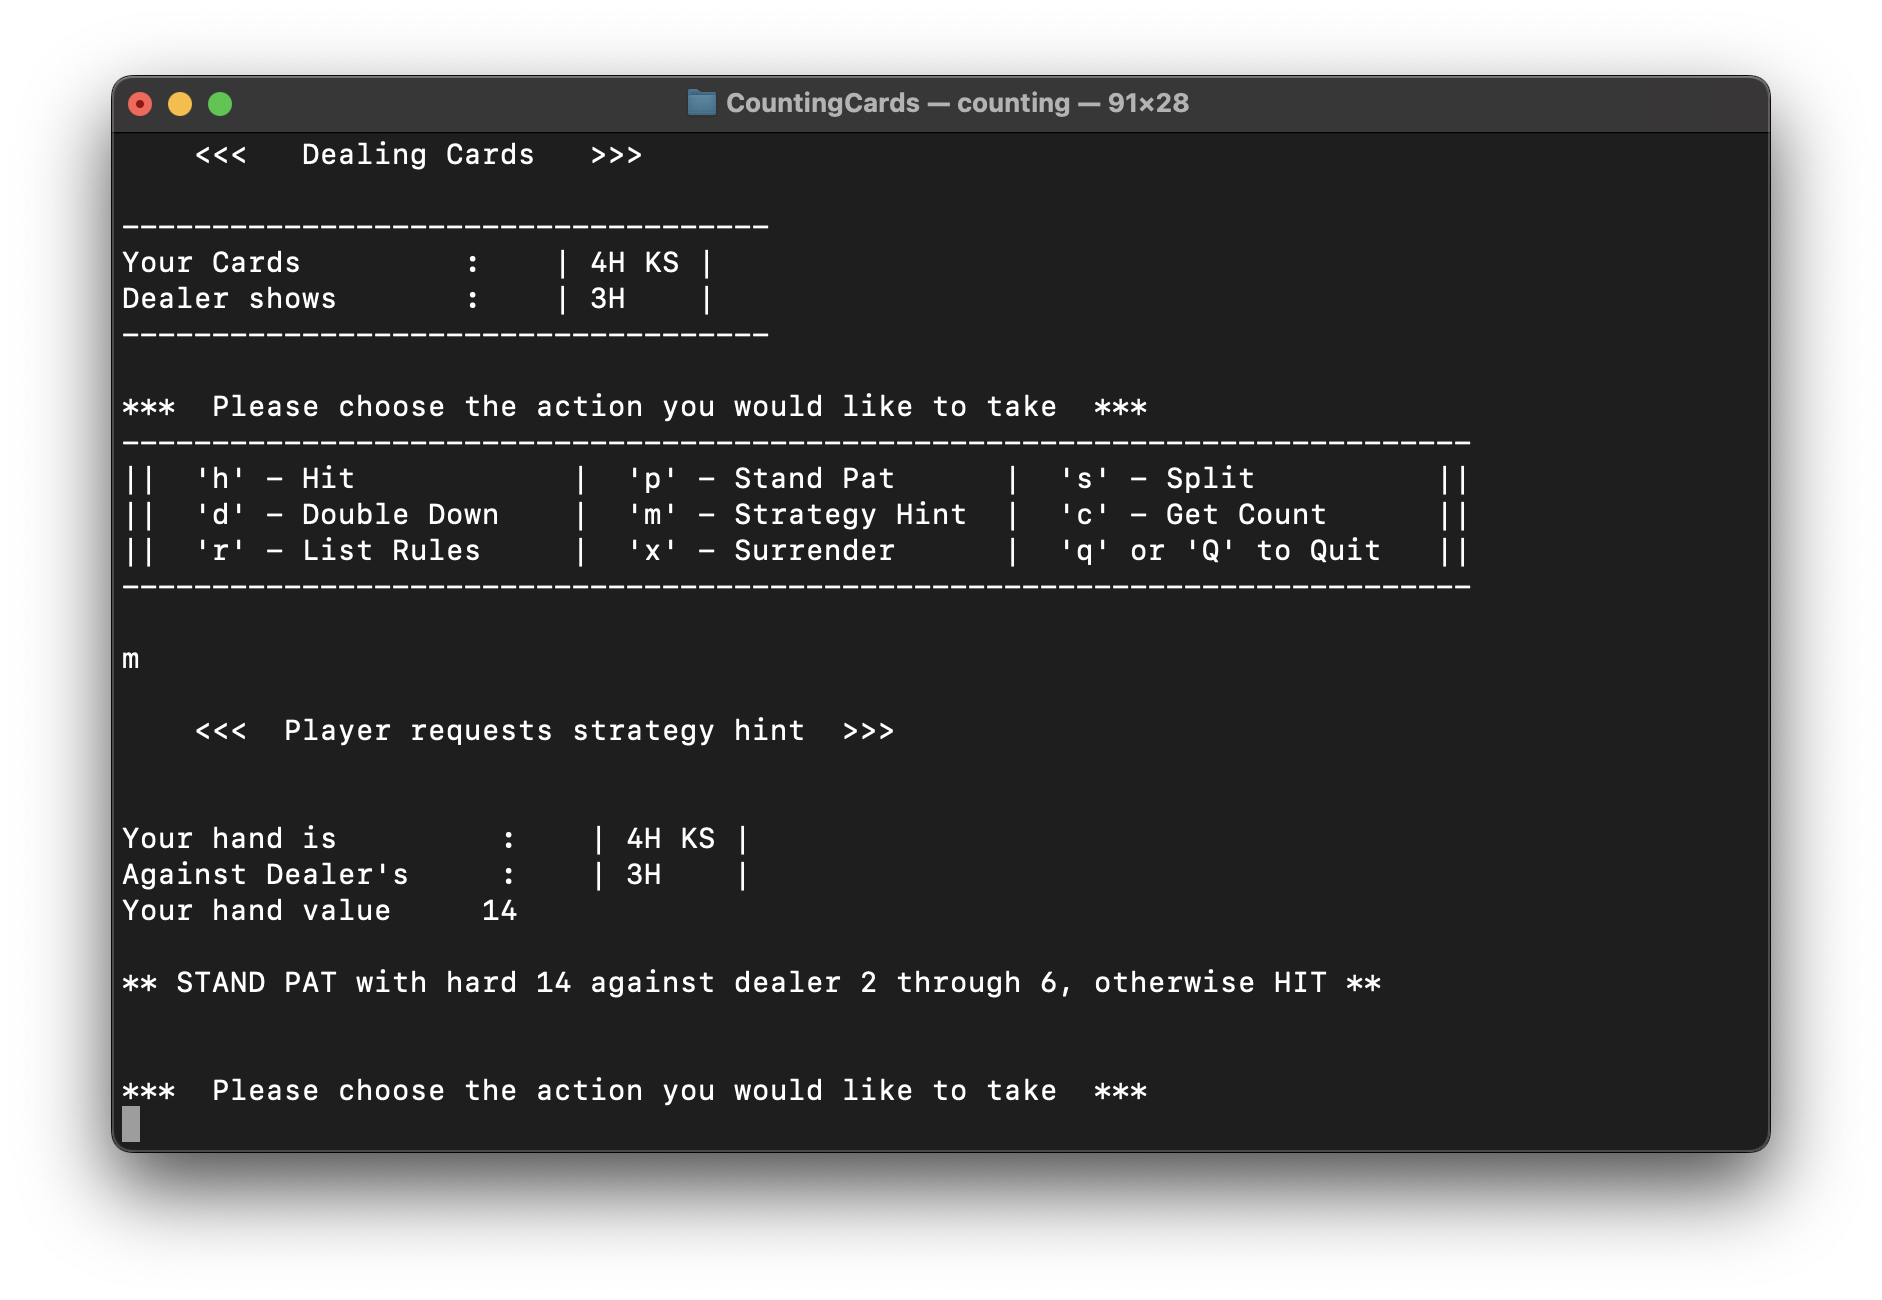 CountingCards — counting — 91×28
<<<   Dealing Cards   >>>
------------------------------------
Your Cards         :    | 4H KS |
Dealer shows       :    | 3H    |
------------------------------------
***  Please choose the action you would like to take  ***
---------------------------------------------------------------------------
||  'h' - Hit            |  'p' - Stand Pat      |  's' - Split          ||
||  'd' - Double Down    |  'm' - Strategy Hint  |  'c' - Get Count      ||
||  'r' - List Rules     |  'x' - Surrender      |  'q' or 'Q' to Quit   ||
---------------------------------------------------------------------------
m
<<<  Player requests strategy hint  >>>
Your hand is         :    | 4H KS |
Against Dealer's     :    | 3H    |
Your hand value     14
** STAND PAT with hard 14 against dealer 2 through 6, otherwise HIT **
***  Please choose the action you would like to take  ***